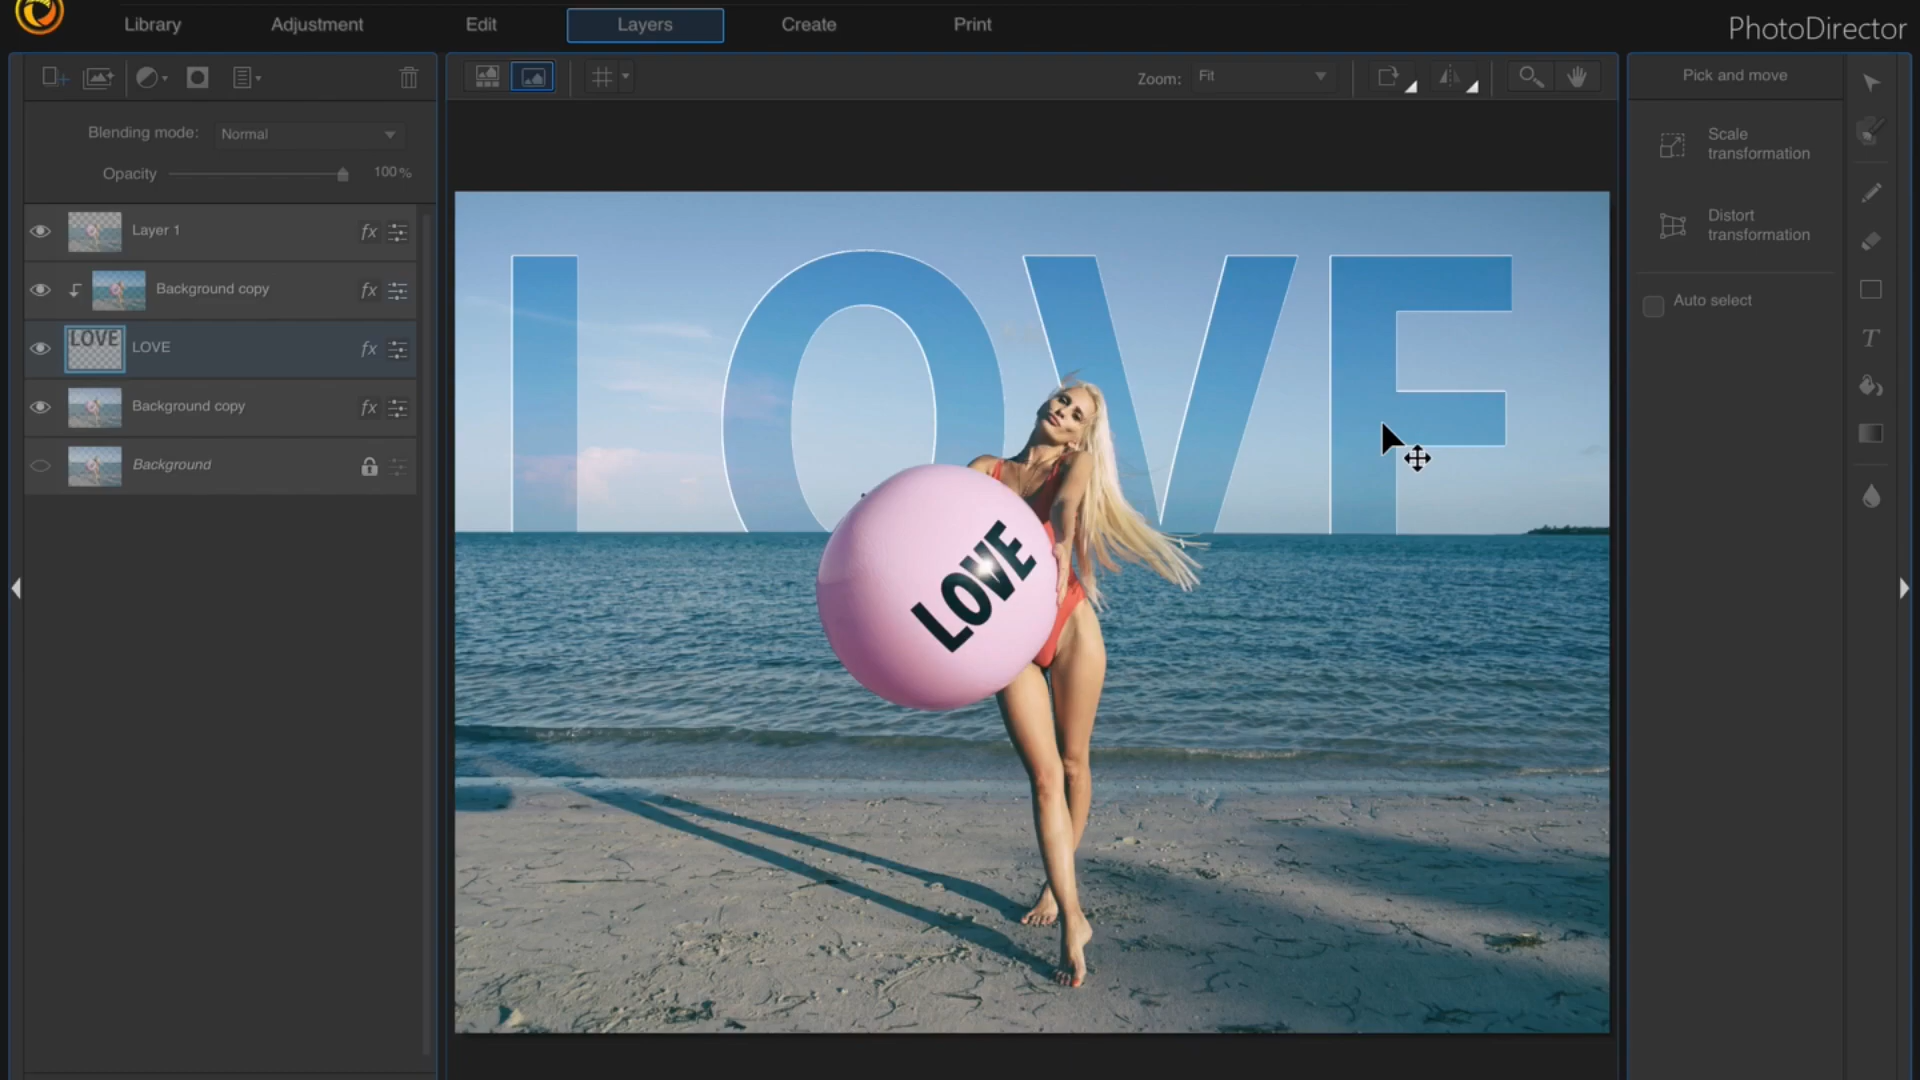 Library Adjustment Edit Layers Create Print
PhotoDirector
Zoom: Fit
Pick and move
Blending mode: Normal
Opacity 100%
Scale
transformation
Distort
transformation
Auto select
Layer 1 fx
Background copy fx
LOVE LOVE fx
Background copy fx
Background
T
LOVE
LOVE